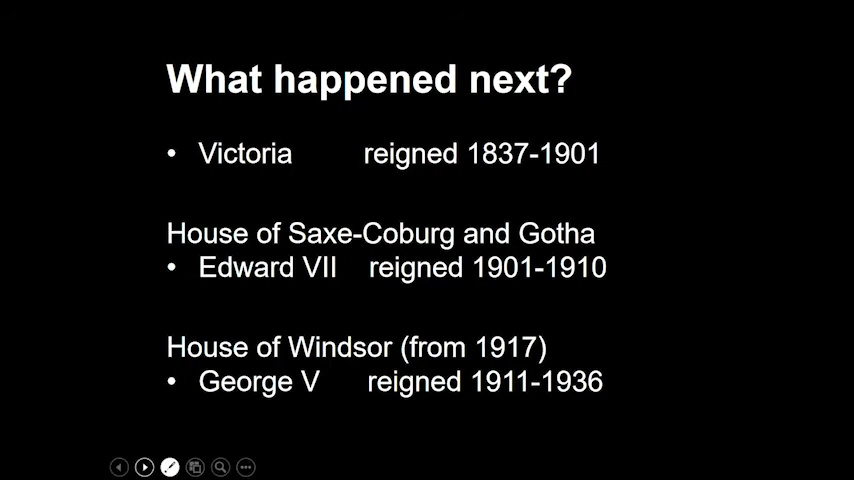 What happened next?
• Victoria reigned 1837-1901
House of Saxe-Coburg and Gotha
• Edward VII reigned 1901-1910
House of Windsor (from 1917)
• George V reigned 1911-1936